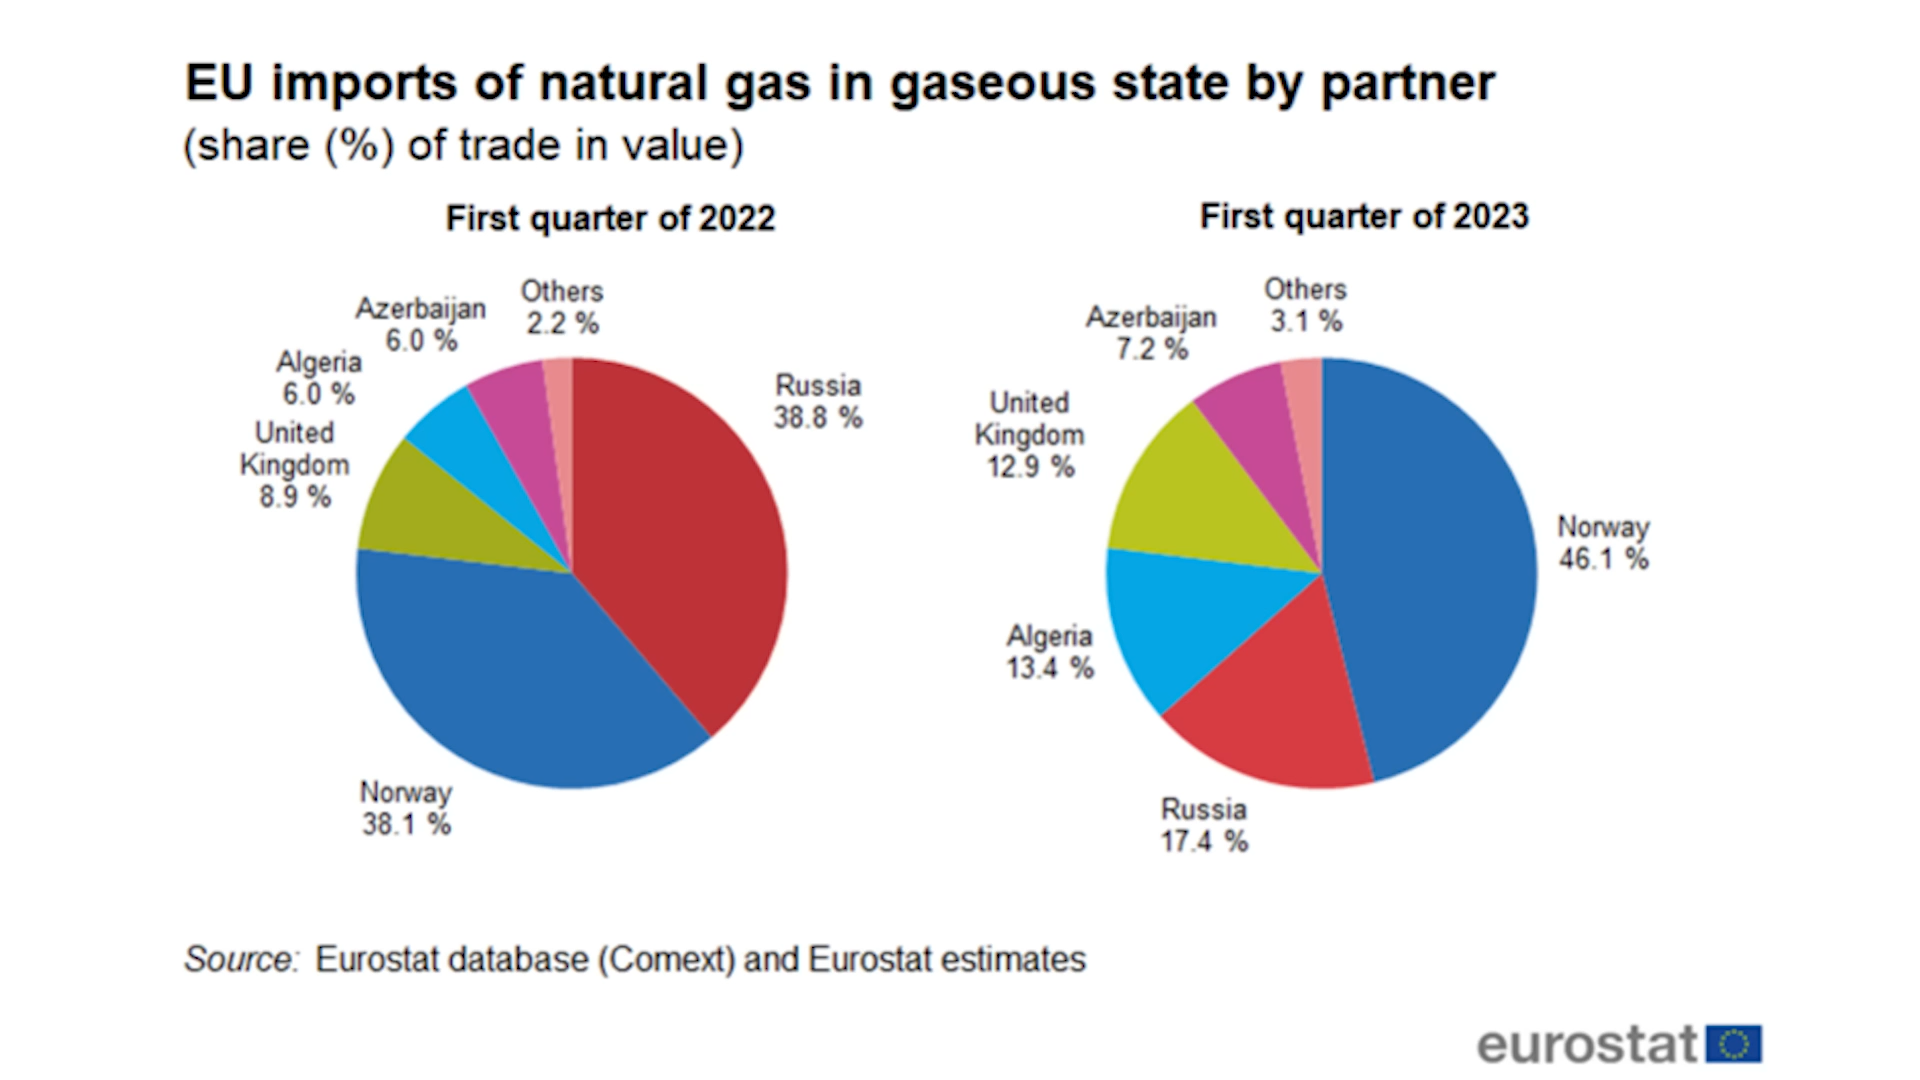 EU imports of natural gas in gaseous state by partner
(share (%) of trade in value)
First quarter of 2022
Others
2.2 %
Azerbaijan
6.0 %
Algeria
6.0 %
United
Kingdom
8.9 %
Russia
38.8 %
Norway
38.1 %
First quarter of 2023
Others
3.1 %
Azerbaijan
7.2 %
United
Kingdom
12.9 %
Norway
46.1 %
Algeria
13.4 %
Russia
17.4 %
Source: Eurostat database (Comext) and Eurostat estimates
eurostat